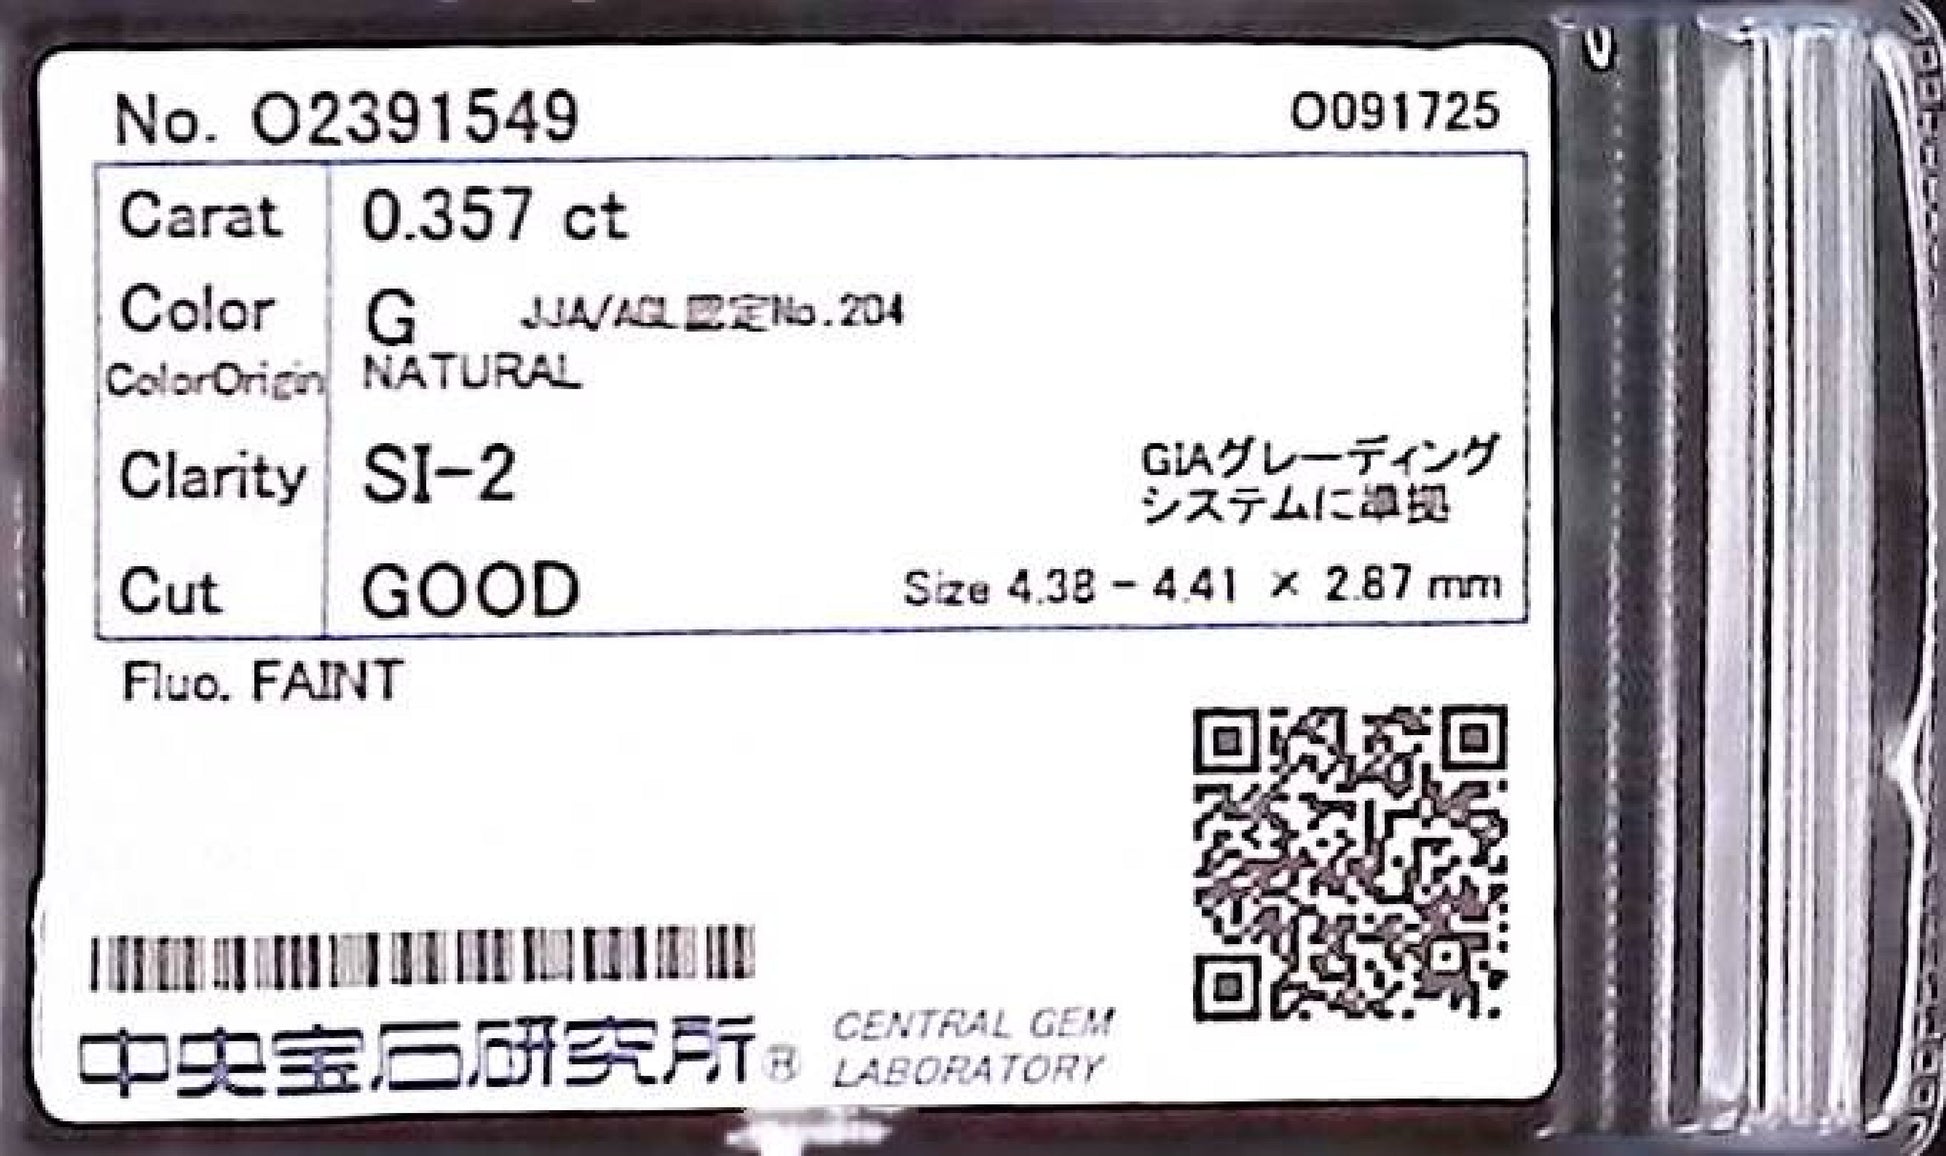 No. O2391549
O091725
Carat 0.357 ct
Color G JJA/AGL認定No.204
ColorOrigin NATURAL
Clarity SI-2
GIAグレーディング
システムに準拠
Cut GOOD Size 4.38 - 4.41 × 2.87 mm
Fluo. FAINT
中央宝石研究所®
CENTRAL GEM
LABORATORY